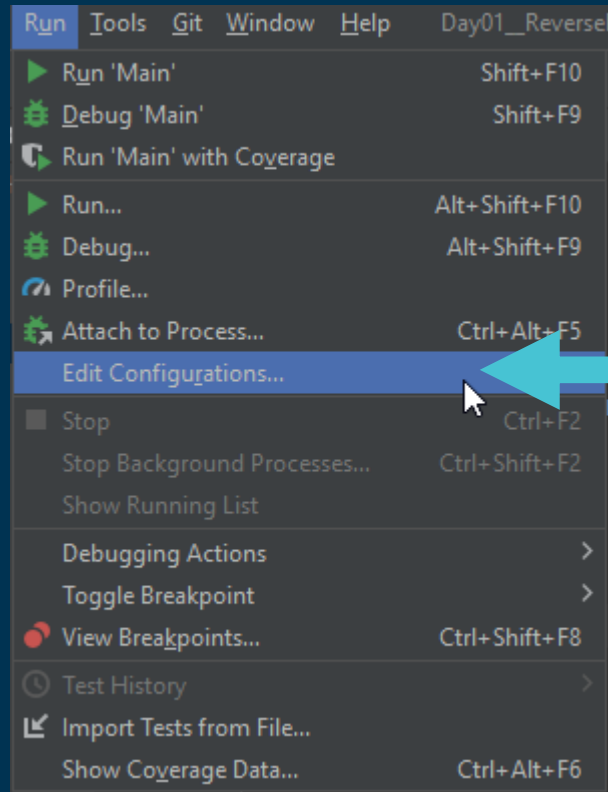 Run Tools Git Window Help Day01__Reversel
Run 'Main' Shift+F10
Debug 'Main' Shift+F9
Run 'Main' with Coverage
Run... Alt+Shift+F10
Debug... Alt+Shift+F9
Profile...
Attach to Process... Ctrl+Alt+F5
Edit Configurations...
Stop Ctrl+F2
Stop Background Processes... Ctrl+Shift+F2
Show Running List
Debugging Actions
Toggle Breakpoint
View Breakpoints... Ctrl+Shift+F8
Test History
Import Tests from File...
Show Coverage Data... Ctrl+Alt+F6